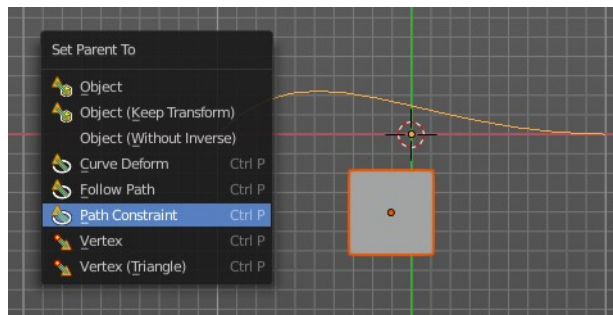 Set Parent To
Object
Object (Keep Transform)
Object (Without Inverse)
Curve Deform Ctrl P
Follow Path Ctrl P
Path Constraint Ctrl P
Vertex Ctrl P
Vertex (Triangle) Ctrl P